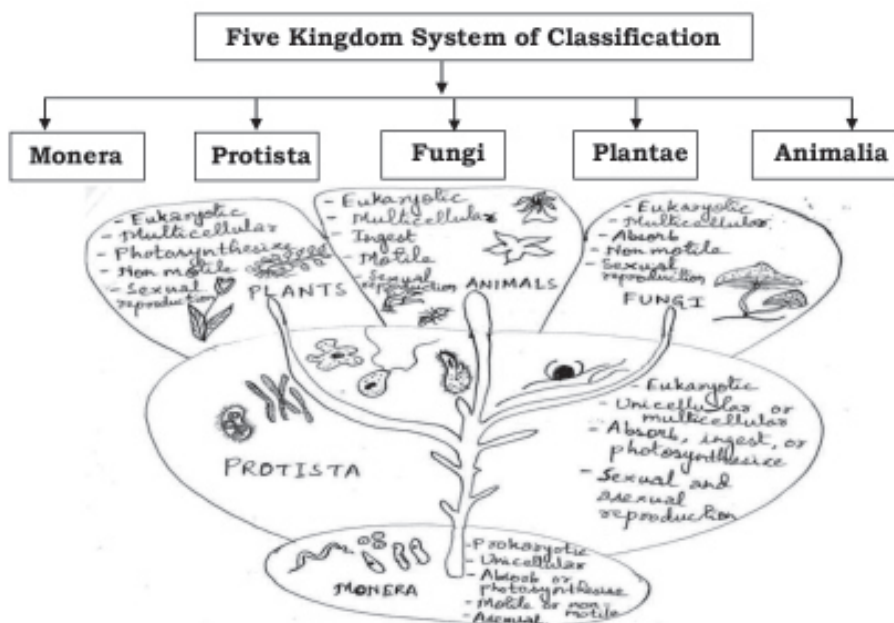 Five Kingdom System of Classification
Monera
Protista
Fungi
Plantae
Animalia
- Eukaryotic
- Multicellular
- Photosynthesize
- Non motile
- Sexual
reproduction
PLANTS
- Eukaryotic
- Multicellular
- Ingest
- Motile
- Sexual
reproduction
ANIMALS
- Eukaryotic
- Multicellular
- Absorb
- Non motile
- Sexual
reproduction
FUNGI
PROTISTA
- Eukaryotic
- Unicellular or
multicellular
- Absorb, ingest, or
photosynthesize
- Sexual and
asexual
reproduction
MONERA
- Prokaryotic
- Unicellular
- Absorb or
photosynthesize
- Motile or non-
motile
- Asexual